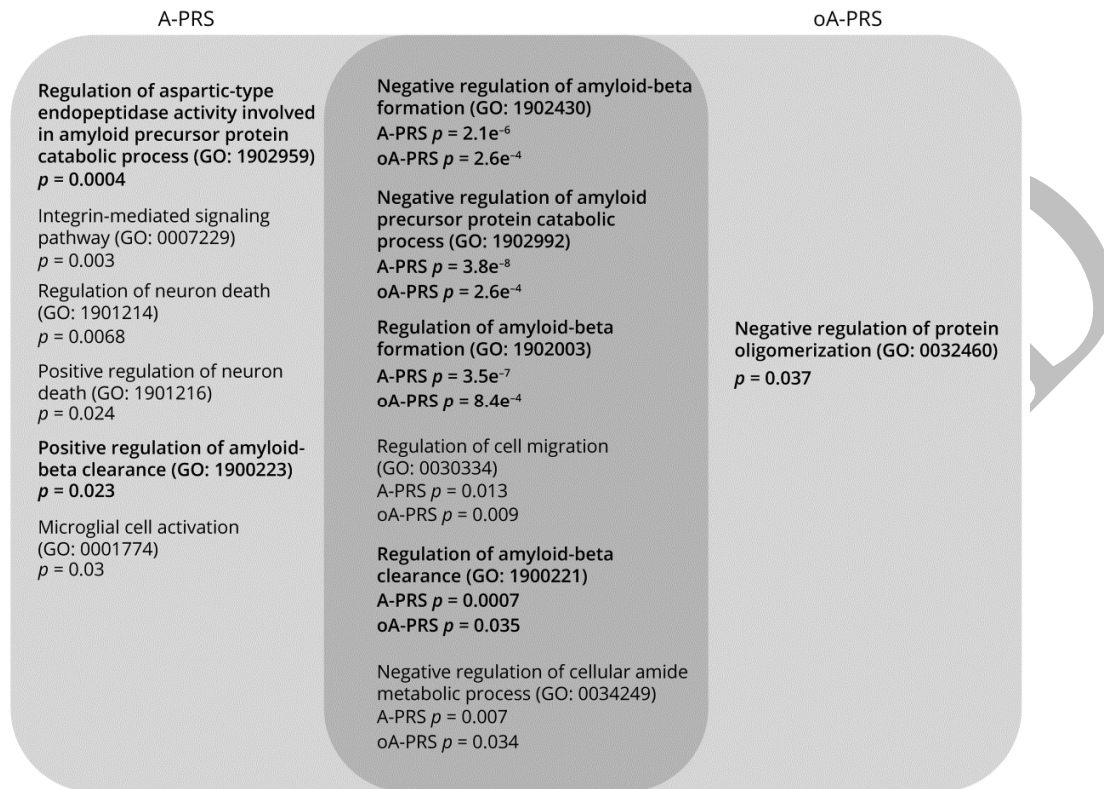 A-PRS
oA-PRS
Regulation of aspartic-type
endopeptidase activity involved
in amyloid precursor protein
catabolic process (GO: 1902959)
p = 0.0004
Integrin-mediated signaling
pathway (GO: 0007229)
p = 0.003
Regulation of neuron death
(GO: 1901214)
p = 0.0068
Positive regulation of neuron
death (GO: 1901216)
p = 0.024
Positive regulation of amyloid-
beta clearance (GO: 1900223)
p = 0.023
Microglial cell activation
(GO: 0001774)
p = 0.03
Negative regulation of amyloid-beta
formation (GO: 1902430)
A-PRS p = 2.1e⁻⁶
oA-PRS p = 2.6e⁻⁴
Negative regulation of amyloid
precursor protein catabolic
process (GO: 1902992)
A-PRS p = 3.8e⁻⁸
oA-PRS p = 2.6e⁻⁴
Regulation of amyloid-beta
formation (GO: 1902003)
A-PRS p = 3.5e⁻⁷
oA-PRS p = 8.4e⁻⁴
Regulation of cell migration
(GO: 0030334)
A-PRS p = 0.013
oA-PRS p = 0.009
Regulation of amyloid-beta
clearance (GO: 1900221)
A-PRS p = 0.0007
oA-PRS p = 0.035
Negative regulation of cellular amide
metabolic process (GO: 0034249)
A-PRS p = 0.007
oA-PRS p = 0.034
Negative regulation of protein
oligomerization (GO: 0032460)
p = 0.037